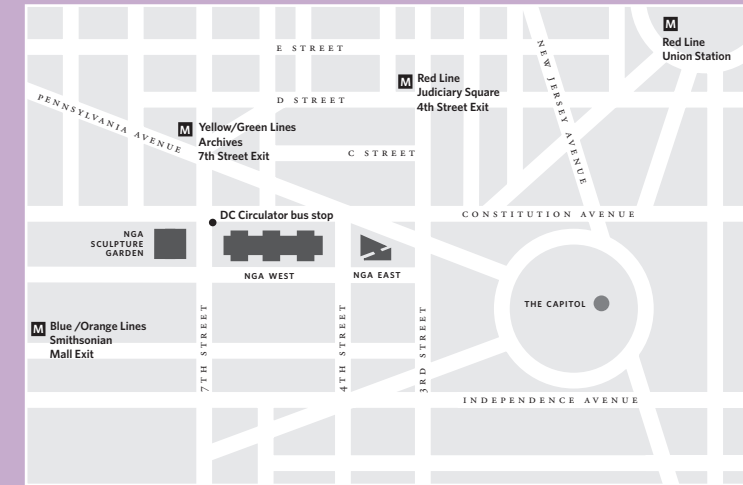 M
Red Line
Union Station
E STREET
NEW JERSEY AVENUE
M
Red Line
Judiciary Square
4th Street Exit
D STREET
PENNSYLVANIA AVENUE
M
Yellow/Green Lines
Archives
7th Street Exit
C STREET
DC Circulator bus stop
CONSTITUTION AVENUE
NGA
SCULPTURE
GARDEN
NGA WEST
NGA EAST
THE CAPITOL
M
Blue /Orange Lines
Smithsonian
Mall Exit
7TH STREET
4TH STREET
3RD STREET
INDEPENDENCE AVENUE